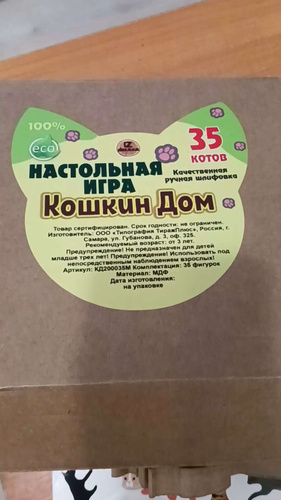 100%
eco
35
КОТОВ
НАСТОЛЬНАЯ
ИГРА
Качественная
ручная шлифовка
Кошкин Дом
Товар сертифицирован. Срок годности: не ограничен.
Изготовитель: ООО «Типография ТиражПлюс», Россия, г.
Самара, ул. Губанова, д. 3, оф. 325.
Рекомендуемый возраст: от 3 лет.
Предупреждение! Не предназначен для детей
младше трех лет! Предупреждение! Использовать под
непосредственным наблюдением взрослых!
Артикул: КД200035М Комплектация: 36 фигурок
Материал: МДФ
Дата изготовления:
на упаковке